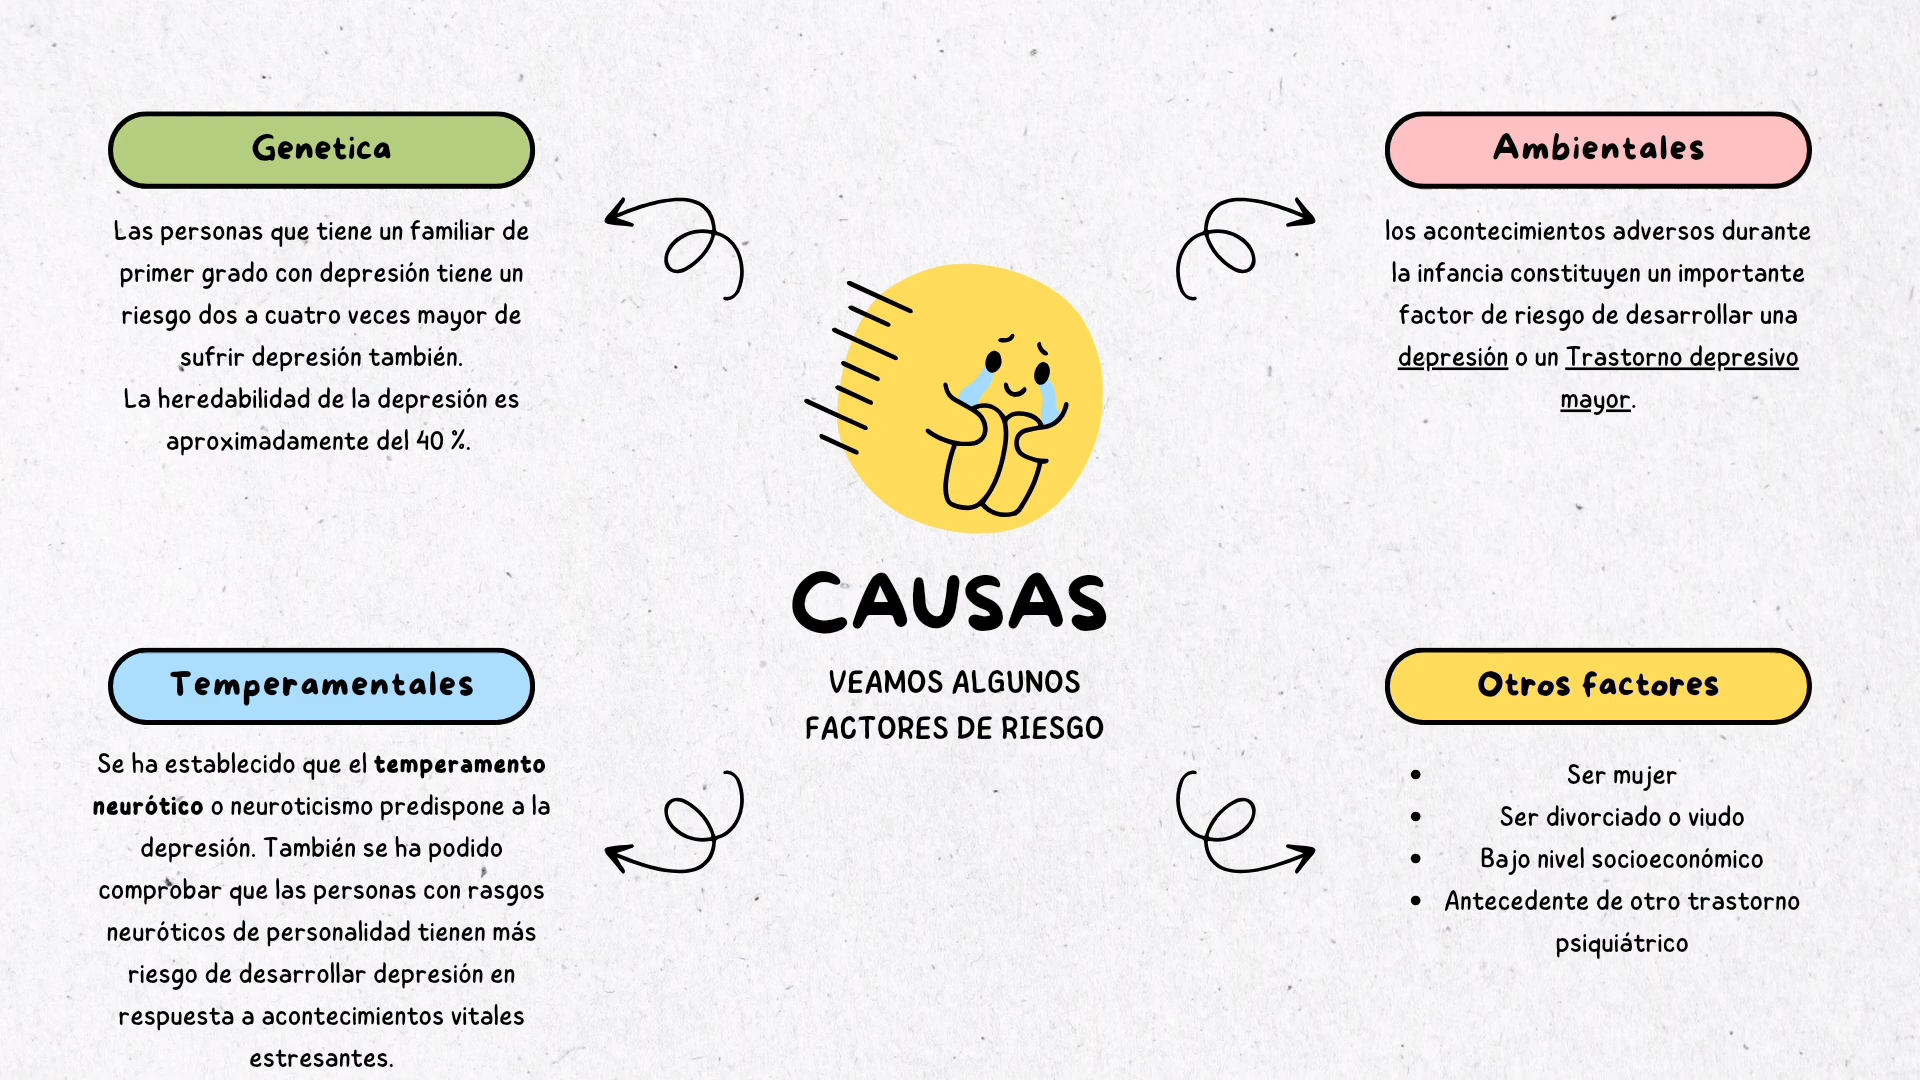 Genetica
Las personas que tiene un familiar de
primer grado con depresión tiene un
riesgo dos a cuatro veces mayor de
sufrir depresión también.
La heredabilidad de la depresión es
aproximadamente del 40 %.
Ambientales
los acontecimientos adversos durante
la infancia constituyen un importante
factor de riesgo de desarrollar una
depresión o un Trastorno depresivo
mayor.
CAUSAS
VEAMOS ALGUNOS
FACTORES DE RIESGO
Temperamentales
Se ha establecido que el temperamento
neurótico o neuroticismo predispone a la
depresión. También se ha podido
comprobar que las personas con rasgos
neuróticos de personalidad tienen más
riesgo de desarrollar depresión en
respuesta a acontecimientos vitales
estresantes.
Otros factores
• Ser mujer
• Ser divorciado o viudo
• Bajo nivel socioeconómico
• Antecedente de otro trastorno
psiquiátrico